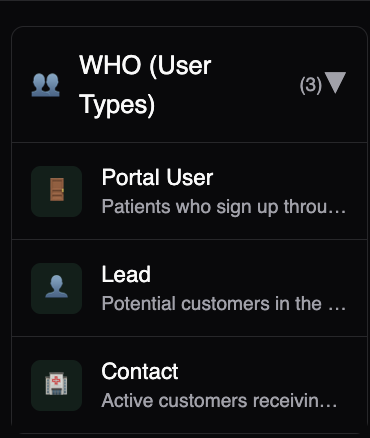 WHO (User
Types)
(3)▼
Portal User
Patients who sign up throu…
Lead
Potential customers in the …
Contact
Active customers receivin…